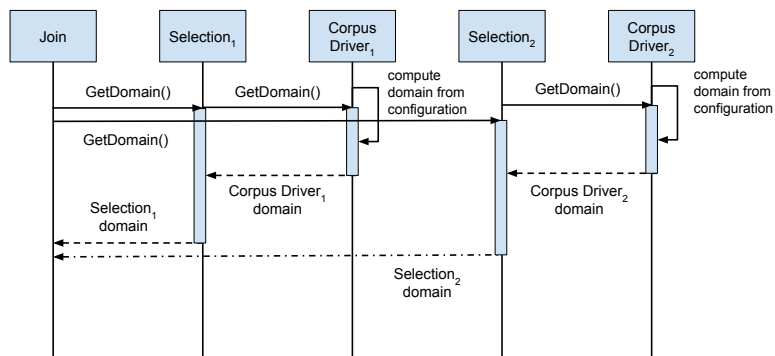 Join
Selection₁
Corpus
Driver₁
Selection₂
Corpus
Driver₂
compute
domain from
configuration
compute
domain from
configuration
GetDomain()
GetDomain()
GetDomain()
GetDomain()
Corpus Driver₁
domain
Corpus Driver₂
domain
Selection₁
domain
Selection₂
domain